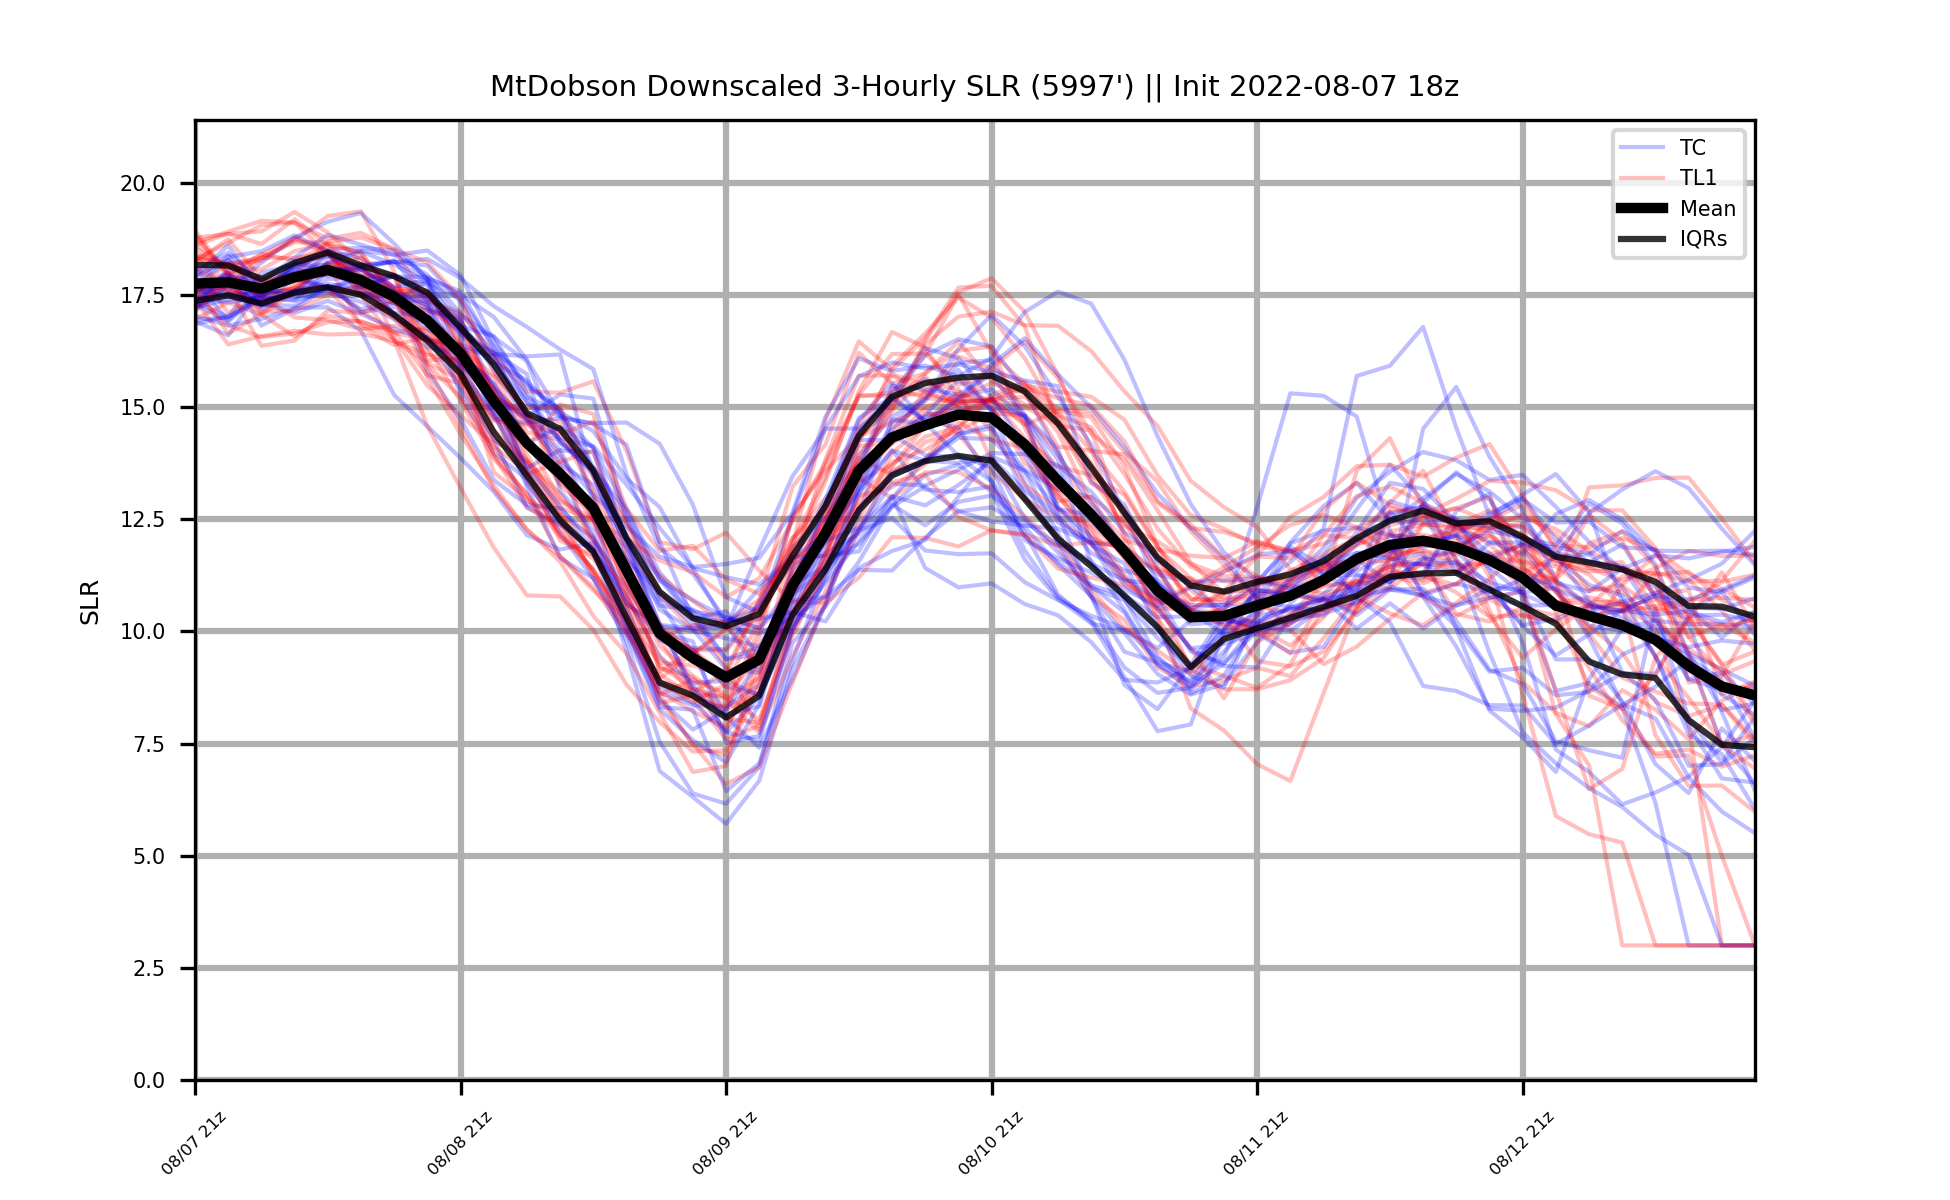 MtDobson Downscaled 3-Hourly SLR (5997') || Init 2022-08-07 18z
TC
TL1
Mean
IQRs
SLR
20.0
17.5
15.0
12.5
10.0
7.5
5.0
2.5
0.0
08/07 21z
08/08 21z
08/09 21z
08/10 21z
08/11 21z
08/12 21z